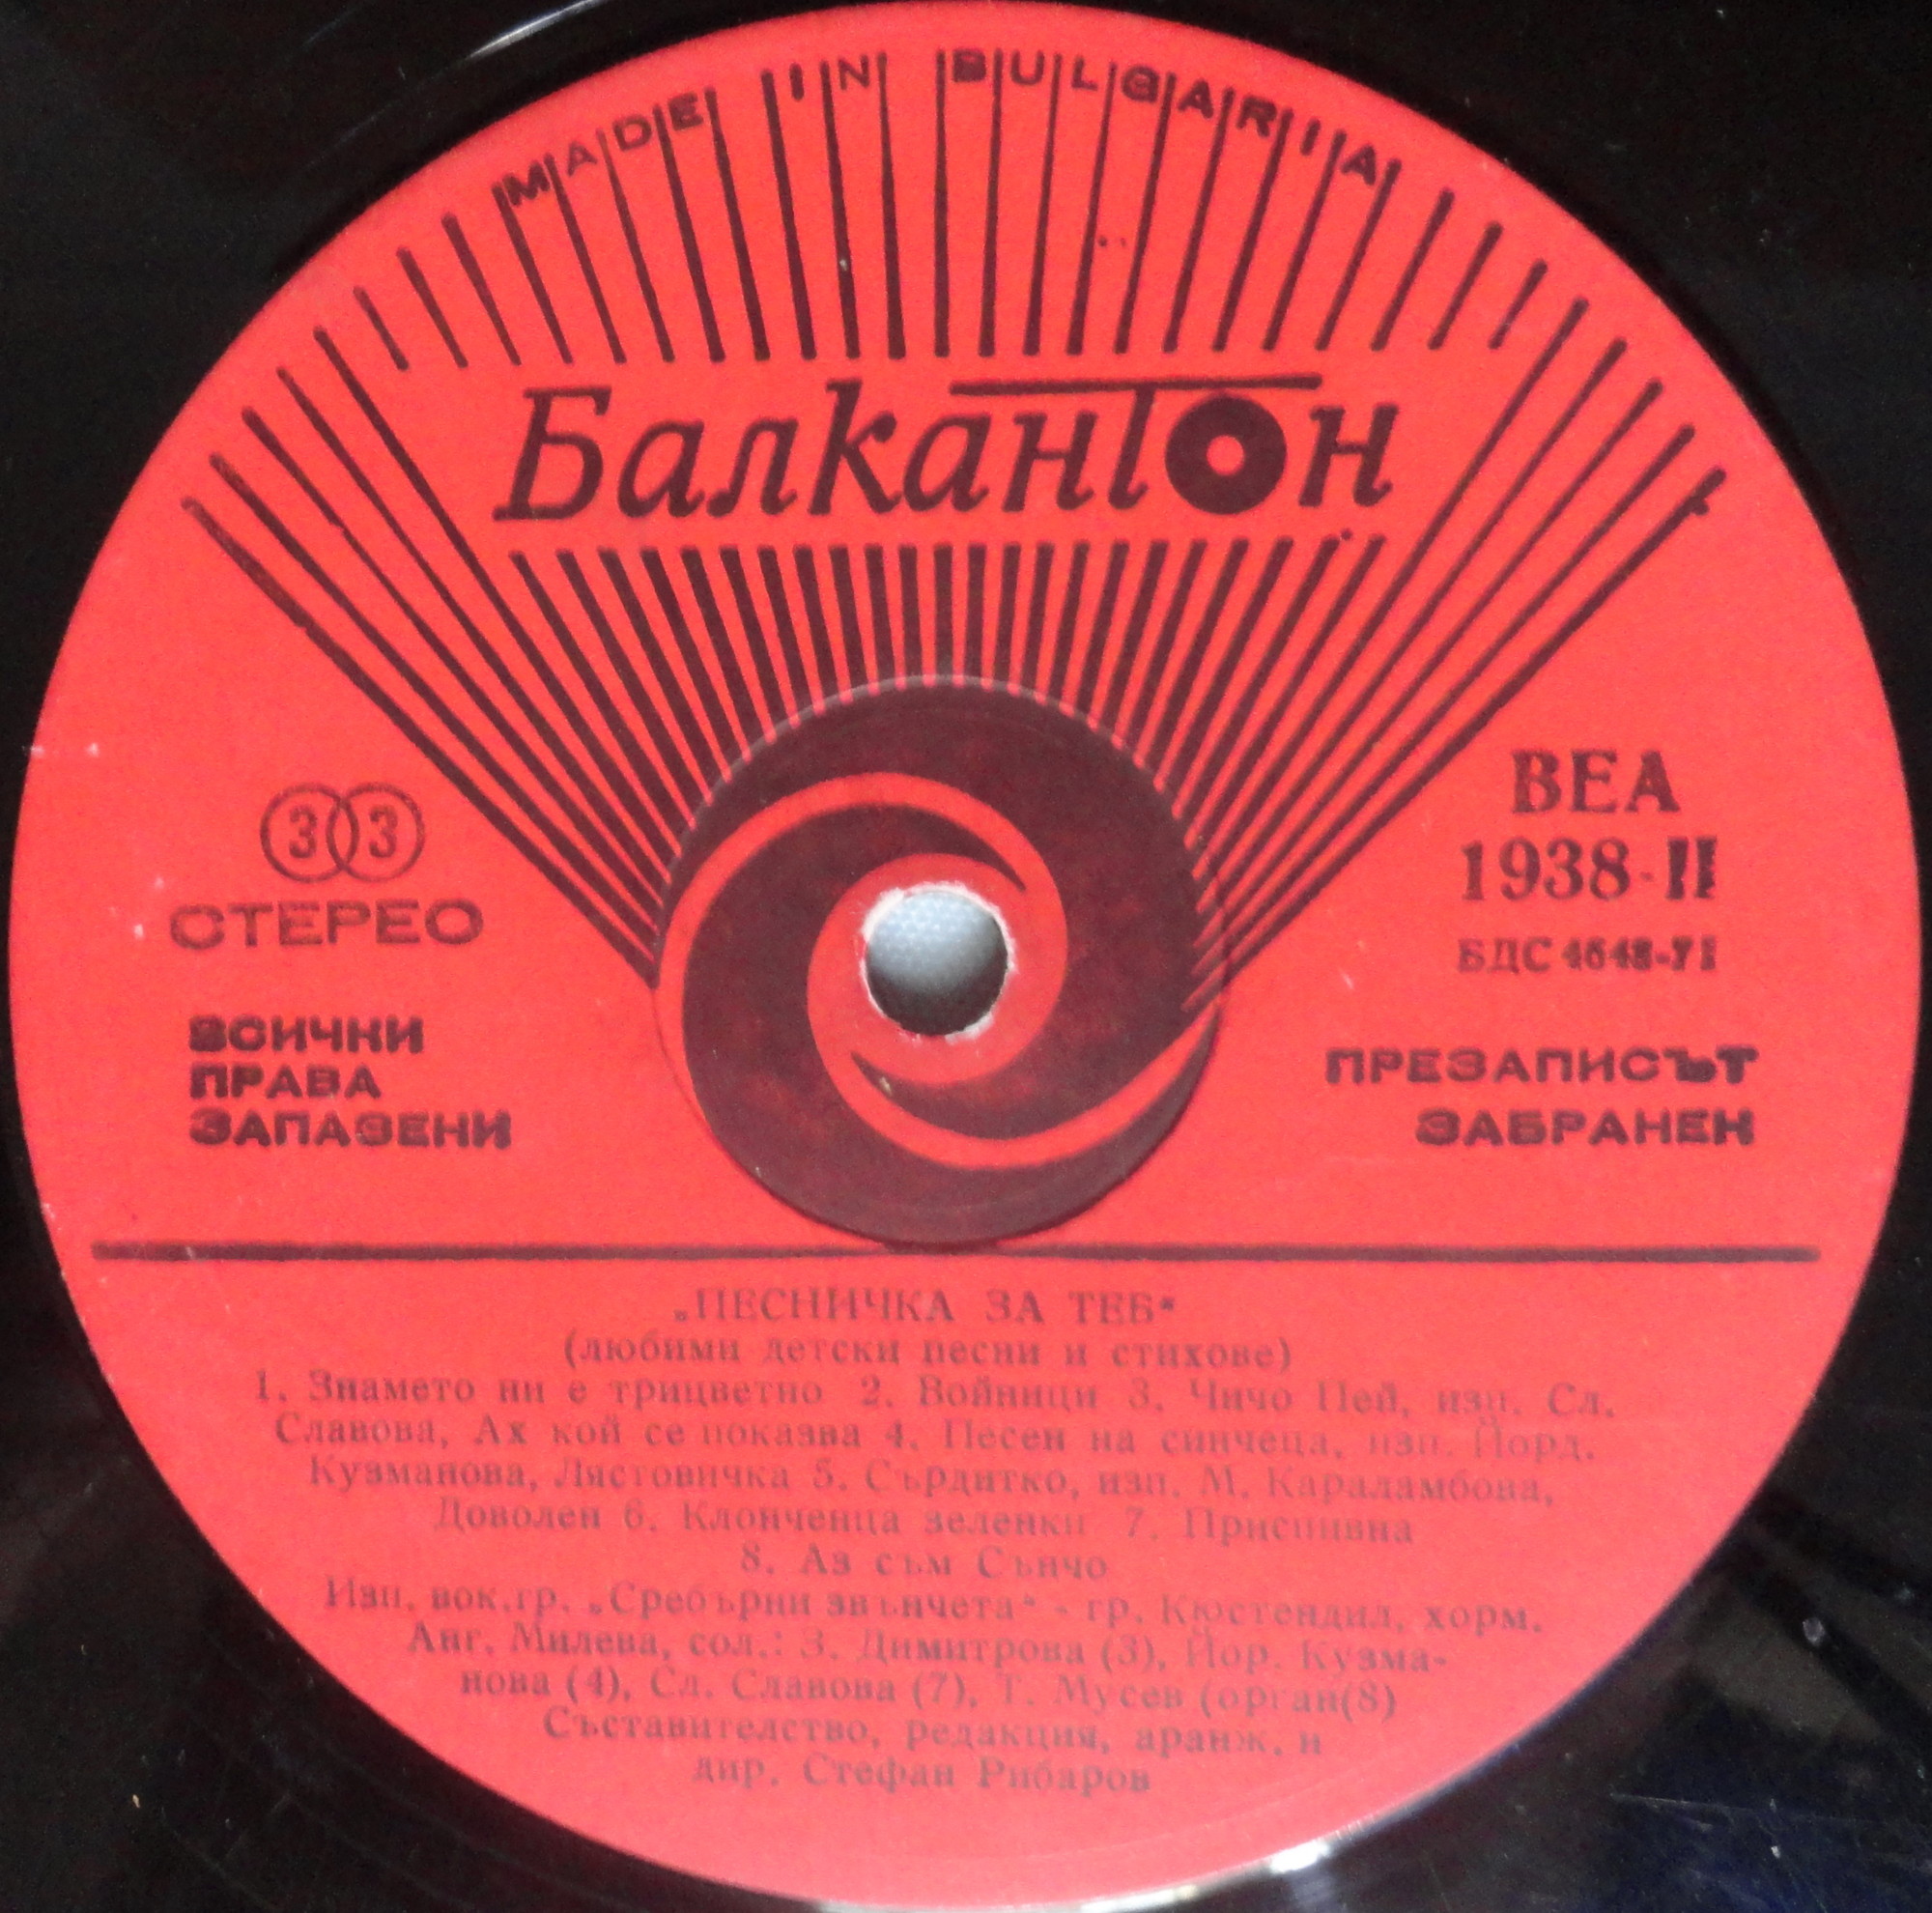 MADE IN BULGARIA
Балкантон
33
СТЕРЕО
ВСИЧКИ
ПРАВА
ЗАПАЗЕНИ
ВЕА
1938-II
БДС 4648-71
ПРЕЗАПИСЪТ
ЗАБРАНЕН
„ПЕСНИЧКА ЗА ТЕБ“
(любими детски песни и стихове)
1. Знамето ни е трицветно 2. Войници 3. Чичо Пей, изп. Сл.
Славова, Ах кой се показва 4. Песен на синчеца, изп. Йорд.
Кузманова, Лястовичка 5. Сърдитко, изп. М. Караламбова,
Доволен 6. Клонченца зеленки 7. Приспивна
8. Аз съм Сънчо
Изп. вок.гр. „Сребърни звънчета“ - гр. Кюстендил, хорм.
Анг. Милева, сол.: З. Димитрова (3), Йор. Кузма-
нова (4), Сл. Славова (7), Т. Мусев (орган(8)
Съставителство, редакция, аранж. и
дир. Стефан Рибаров